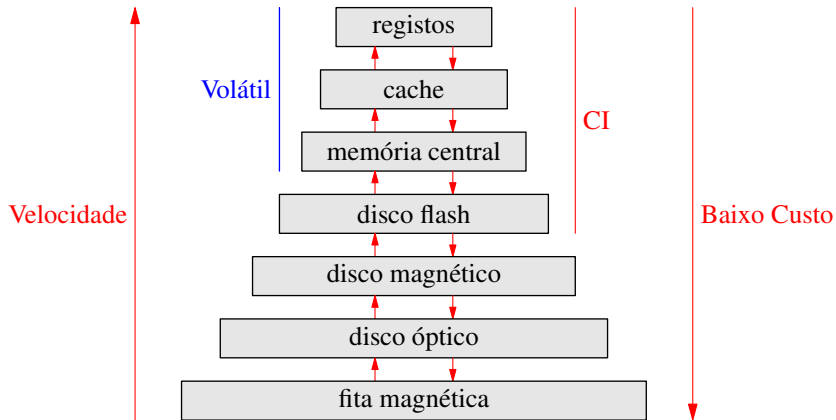 registos
Volátil
cache
CI
memória central
Velocidade
disco flash
Baixo Custo
disco magnético
disco óptico
fita magnética